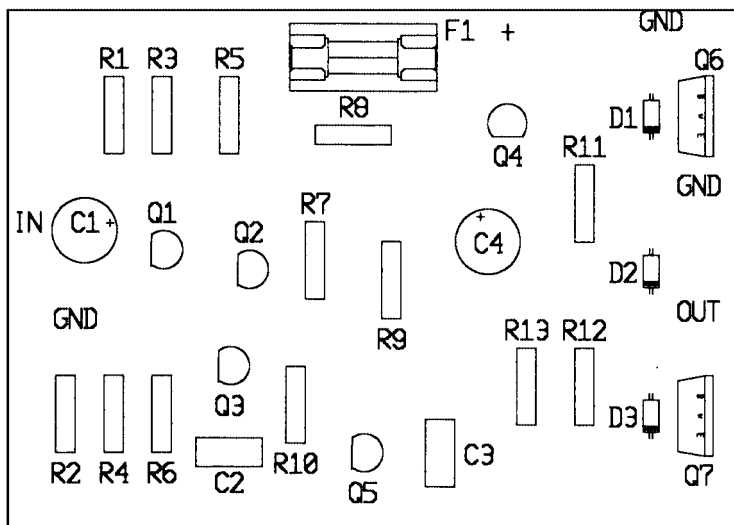 GND
F1 +
R1 R3 R5 Q6
R8
D1
Q4
R11
GND
IN C1 + Q1 R7
Q2
+ C4
D2
GND
OUT
R9
R13 R12
Q3
D3
R2 R4 R6 C2 R10 Q5 C3 Q7